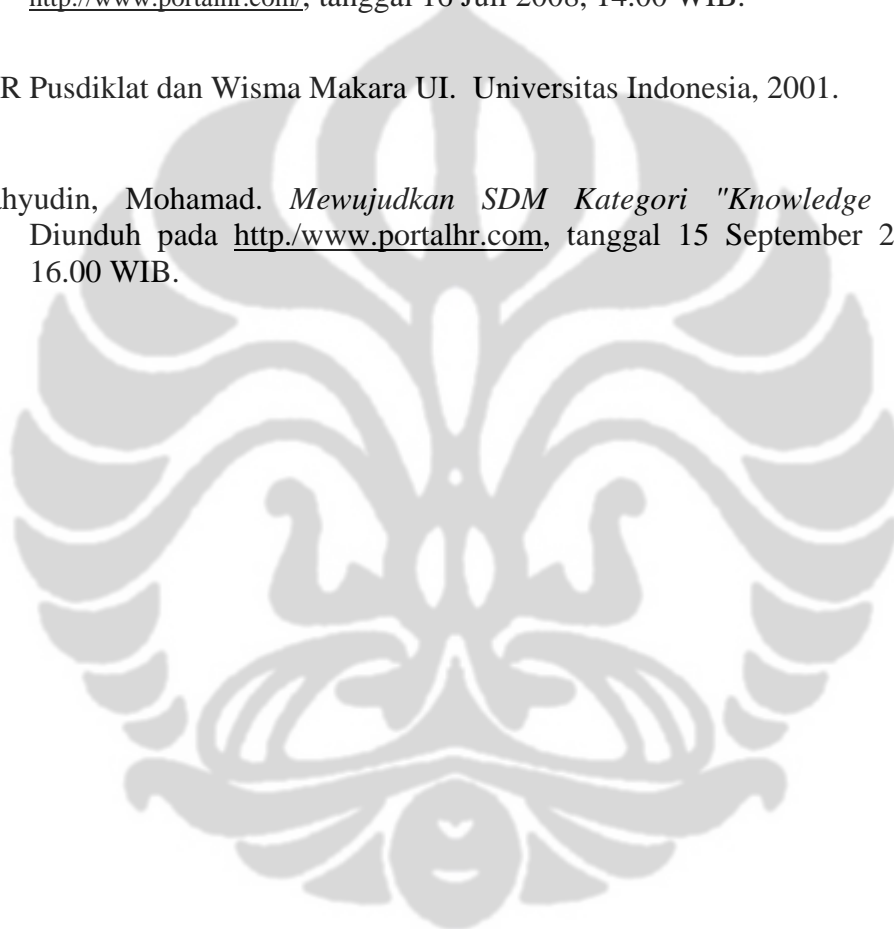 http://www.portalhr.com/, tanggal 16 Juli 2008, 14.00 WIB.
R Pusdiklat dan Wisma Makara UI. Universitas Indonesia, 2001.
hyudin, Mohamad. Mewujudkan SDM Kategori "Knowledge
Diunduh pada http./www.portalhr.com, tanggal 15 September 2
16.00 WIB.